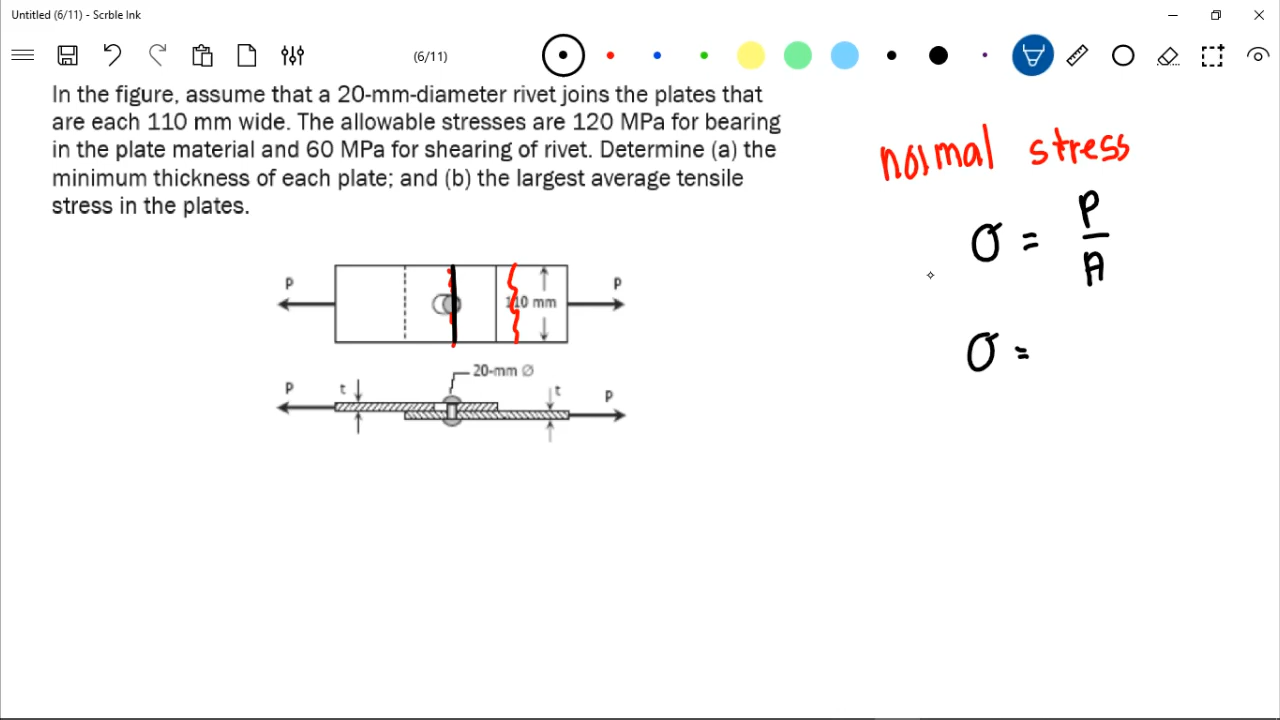 Untitled (6/11) - Scrble Ink
(6/11)
In the figure, assume that a 20-mm-diameter rivet joins the plates that
are each 110 mm wide. The allowable stresses are 120 MPa for bearing
in the plate material and 60 MPa for shearing of rivet. Determine (a) the
minimum thickness of each plate; and (b) the largest average tensile
stress in the plates.
normal stress
σ = P/A
σ =
P
P
110 mm
20-mm Ø
P
t
t
P